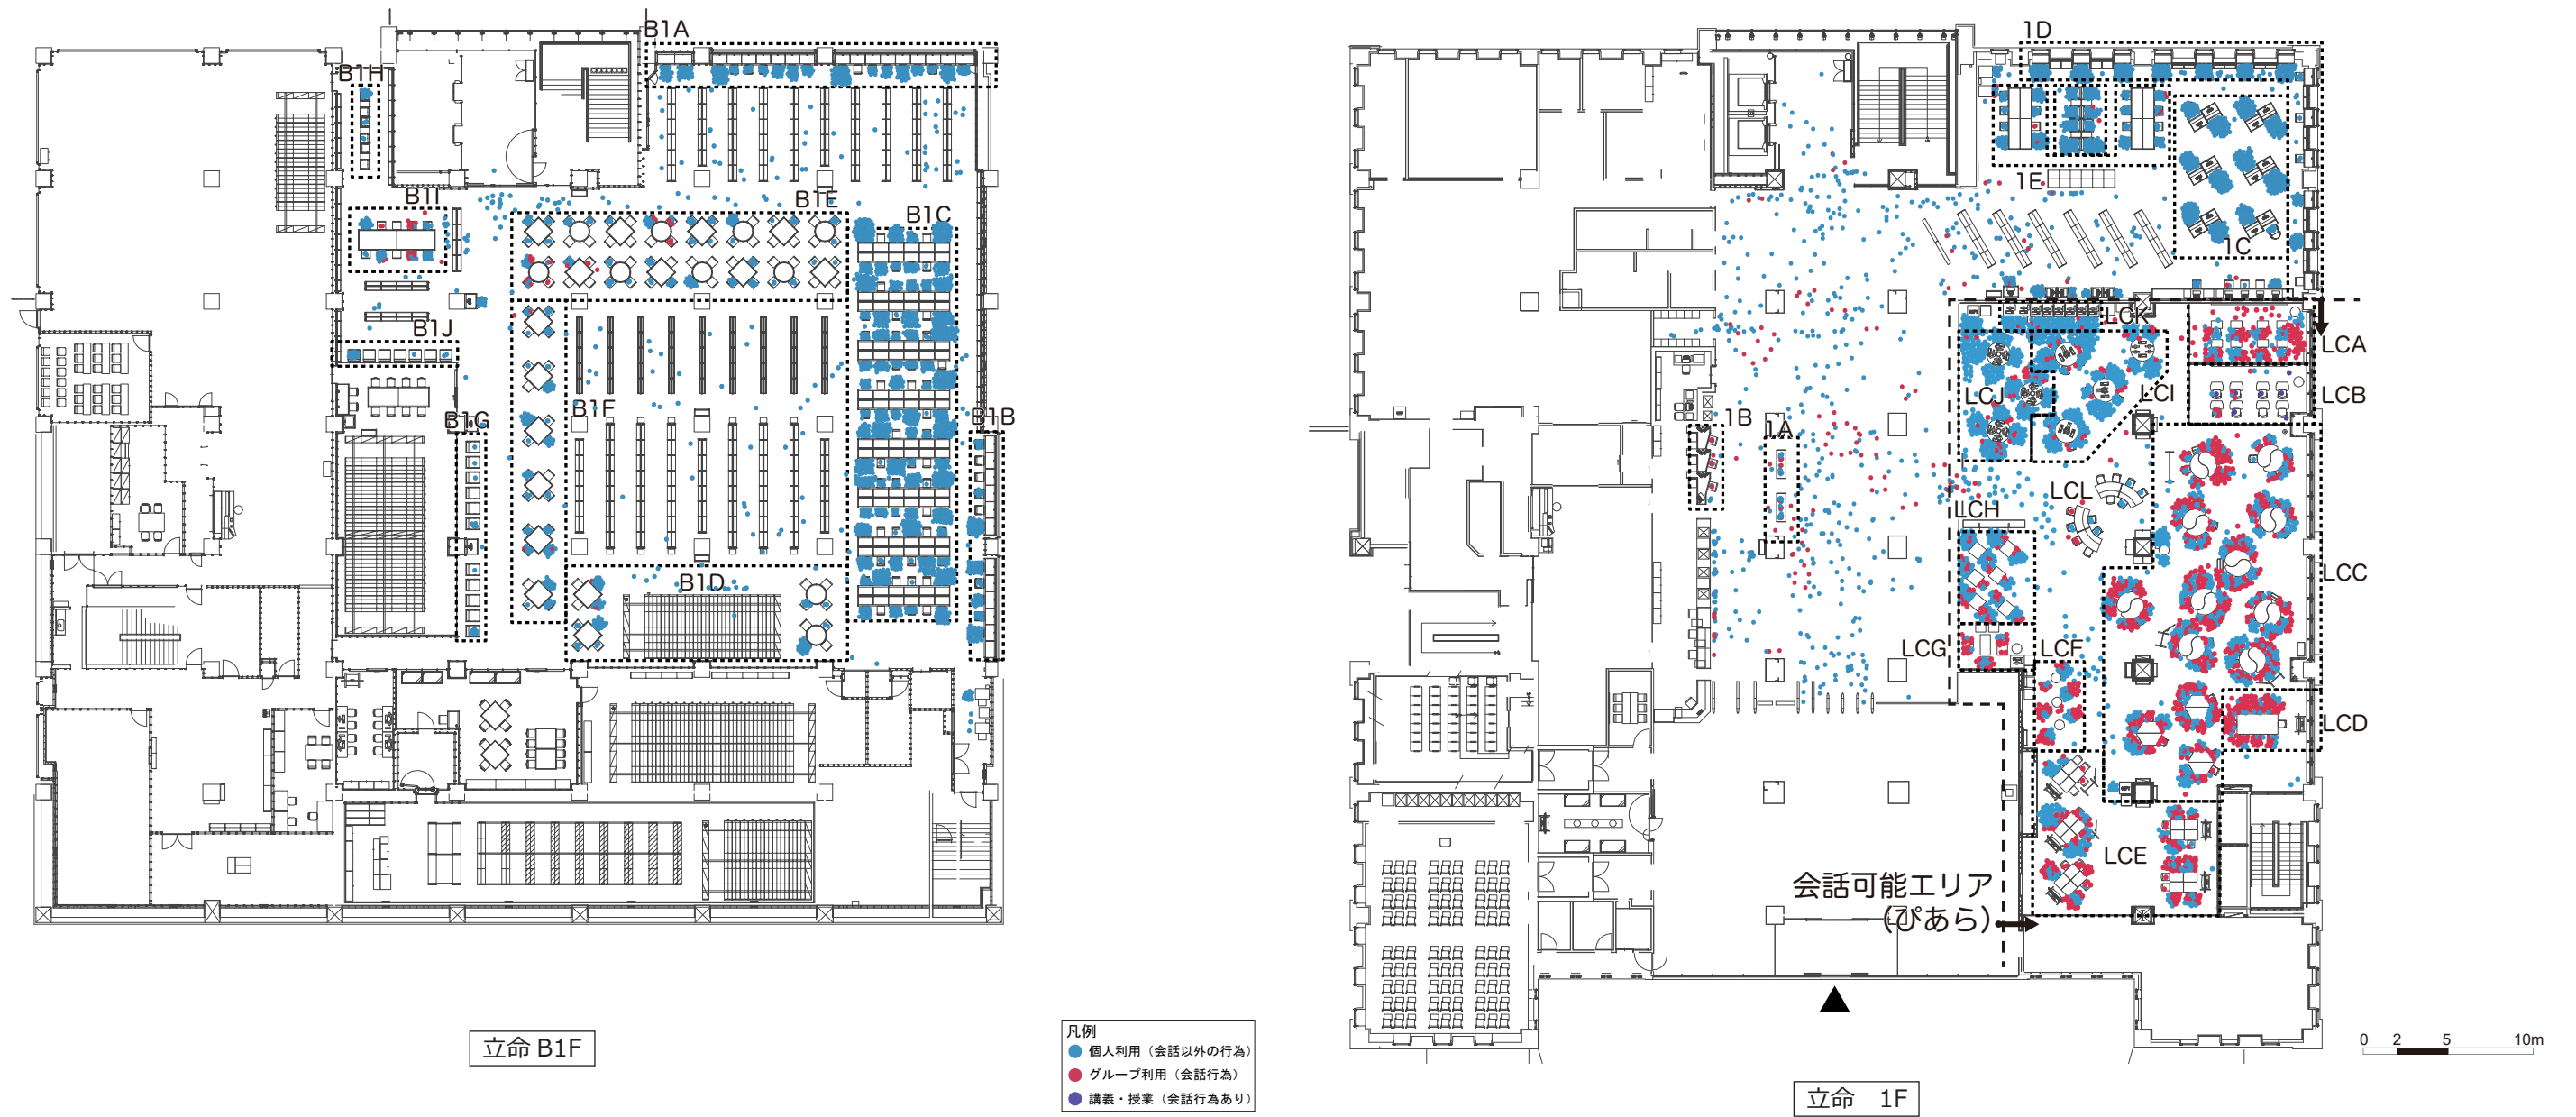 B1A
B1H
B1I
B1E
B1C
B1J
B1F
B1G
B1B
B1D
立命 B1F
凡例
個人利用（会話以外の行為）
グループ利用（会話行為）
講義・授業（会話行為あり）
1D
1E
1C
LCK
LCA
LCJ
LCI
LCB
1B
1A
LCL
LCH
LCC
LCG
LCF
LCD
LCE
会話可能エリア
（ぴあら）
立命 1F
0 2 5 10m